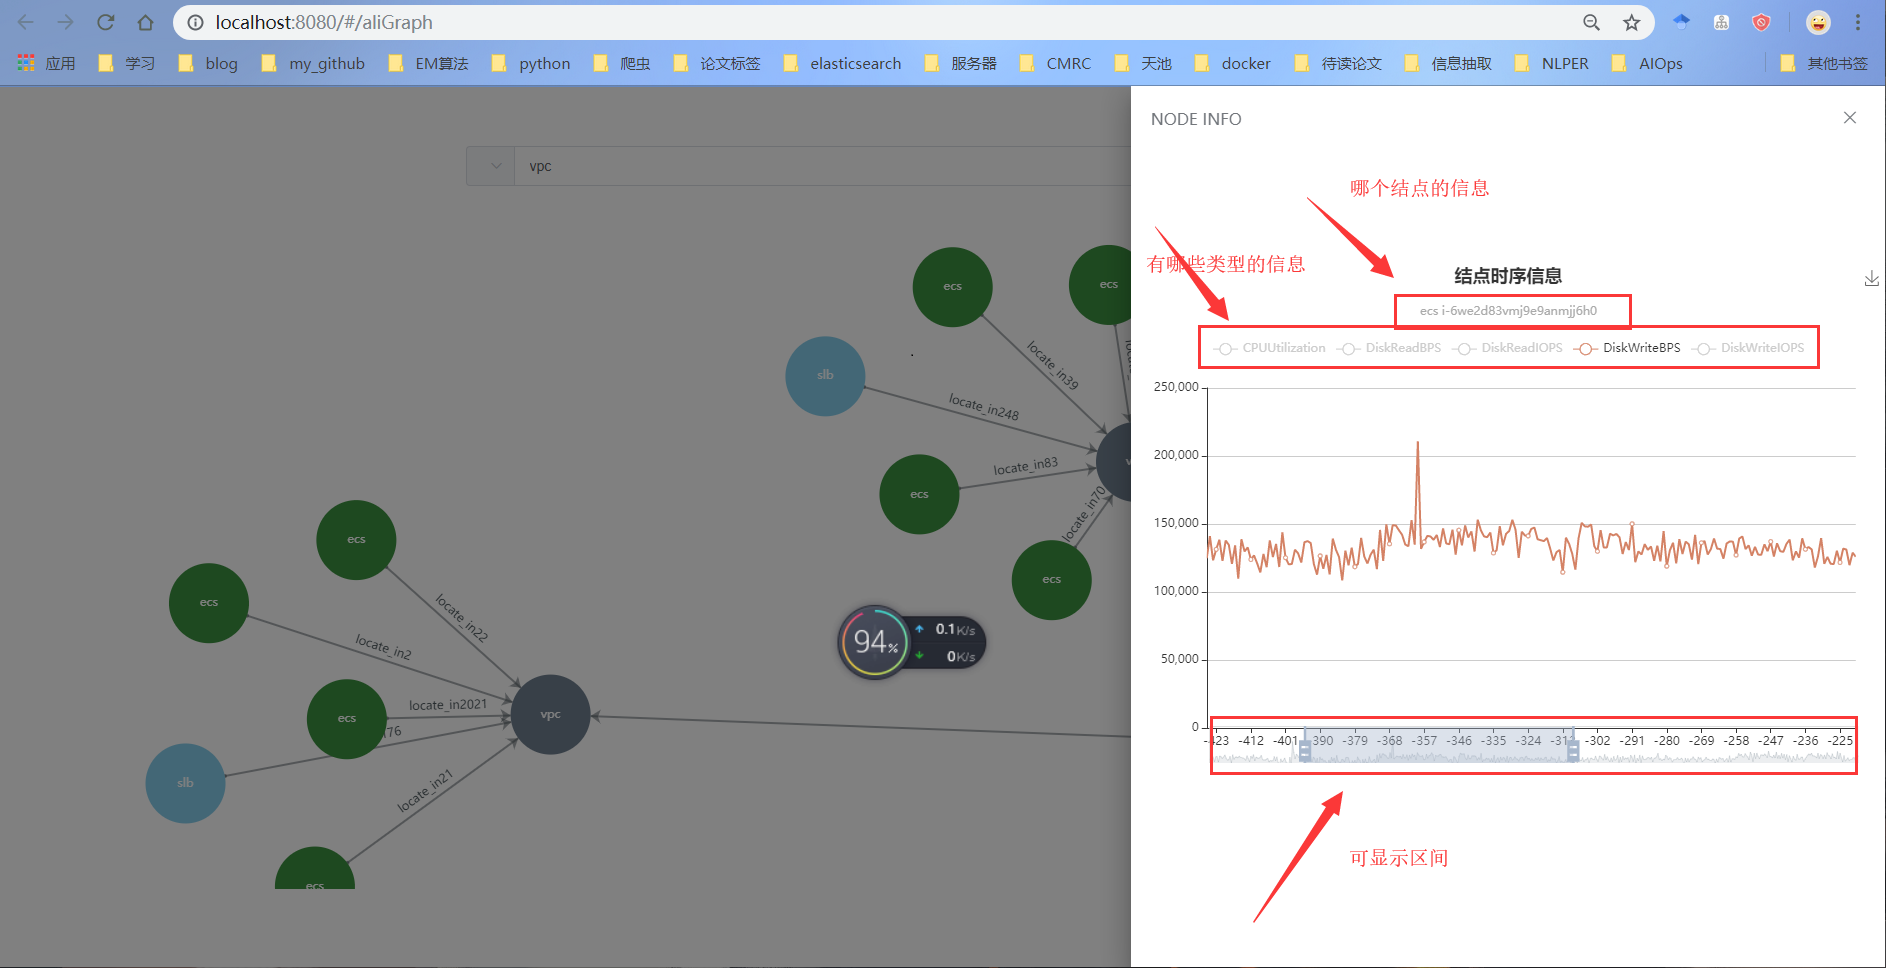 localhost:8080/#/aliGraph
应用 学习 blog my_github EM算法 python 爬虫 论文标签 elasticsearch 服务器 CMRC 天池 docker 待读论文 信息抽取 NLPER AIOps 其他书签
NODE INFO
vpc
哪个结点的信息
有哪些类型的信息
结点时序信息
ecs i-6we2d83vmj9e9anmjj6h0
CPUUtilization DiskReadBPS DiskReadIOPS DiskWriteBPS DiskWriteIOPS
250,000
200,000
150,000
100,000
50,000
0
-423 -412 -401 -390 -379 -368 -357 -346 -335 -324 -313 -302 -291 -280 -269 -258 -247 -236 -225
可显示区间
ecs
ecs
locate_in39
slb
locate_in248
locate_in83
ecs
locate_in70
ecs
ecs
ecs
locate_in22
locate_in2
ecs
locate_in2021
vpc
slb
locate_in21
ecs
94%
0.1K/s
0K/s